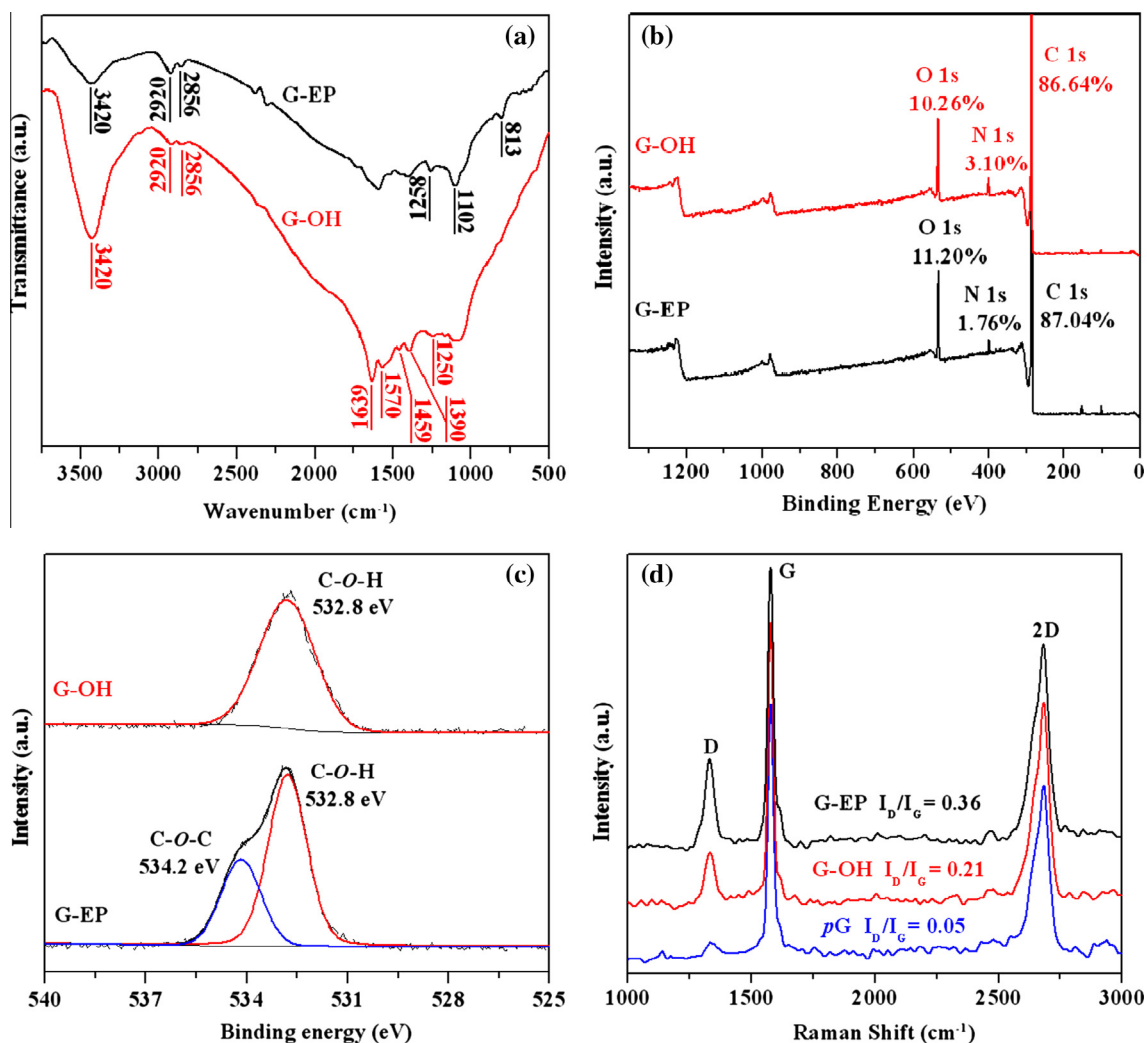 (a)
G-EP
3420
2920
2856
813
2920
2856
1258
1102
G-OH
3420
1250
1639
1570
1459
1390
3500 3000 2500 2000 1500 1000 500
Wavenumber (cm⁻¹)
Transmittance (a.u.)
(b)
C 1s
86.64%
O 1s
10.26%
G-OH
N 1s
3.10%
O 1s
11.20%
G-EP
N 1s
1.76%
C 1s
87.04%
1200 1000 800 600 400 200 0
Binding Energy (eV)
Intensity (a.u.)
(c)
C-O-H
532.8 eV
G-OH
C-O-H
532.8 eV
C-O-C
534.2 eV
G-EP
540 537 534 531 528 525
Binding energy (eV)
Intensity (a.u.)
(d)
G
2D
D
G-EP I_D/I_G = 0.36
G-OH I_D/I_G = 0.21
pG I_D/I_G = 0.05
1000 1500 2000 2500 3000
Raman Shift (cm⁻¹)
Intensity (a.u.)